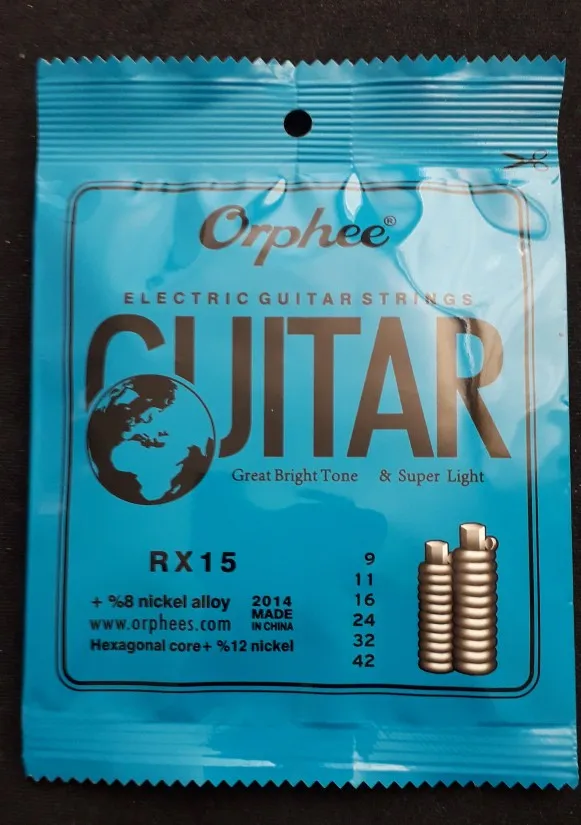 Orphee®
ELECTRIC GUITAR STRINGS
GUITAR
Great Bright Tone & Super Light
RX15
+ %8 nickel alloy
www.orphees.com
Hexagonal core+ %12 nickel
2014
MADE
IN CHINA
9
11
16
24
32
42